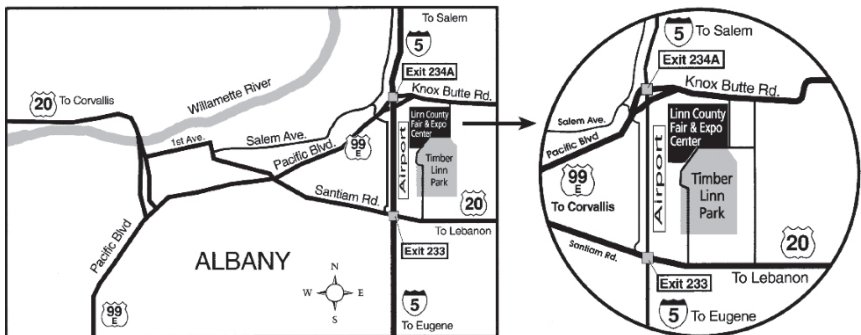 5
To Salem
Exit 234A
Knox Butte Rd.
20
To Corvallis
Willamette River
1st Ave.
Salem Ave.
Pacific Blvd.
99
E
Linn County
Fair & Expo
Center
Airport
Timber
Linn
Park
Santiam Rd.
20
To Lebanon
Exit 233
Pacific Blvd
ALBANY
N
W
E
S
99
E
5
To Eugene
5
To Salem
Exit 234A
Knox Butte Rd.
Salem Ave.
Pacific Blvd
99
E
To Corvallis
Linn County
Fair & Expo
Center
Airport
Timber
Linn
Park
Santiam Rd.
20
To Lebanon
Exit 233
5
To Eugene